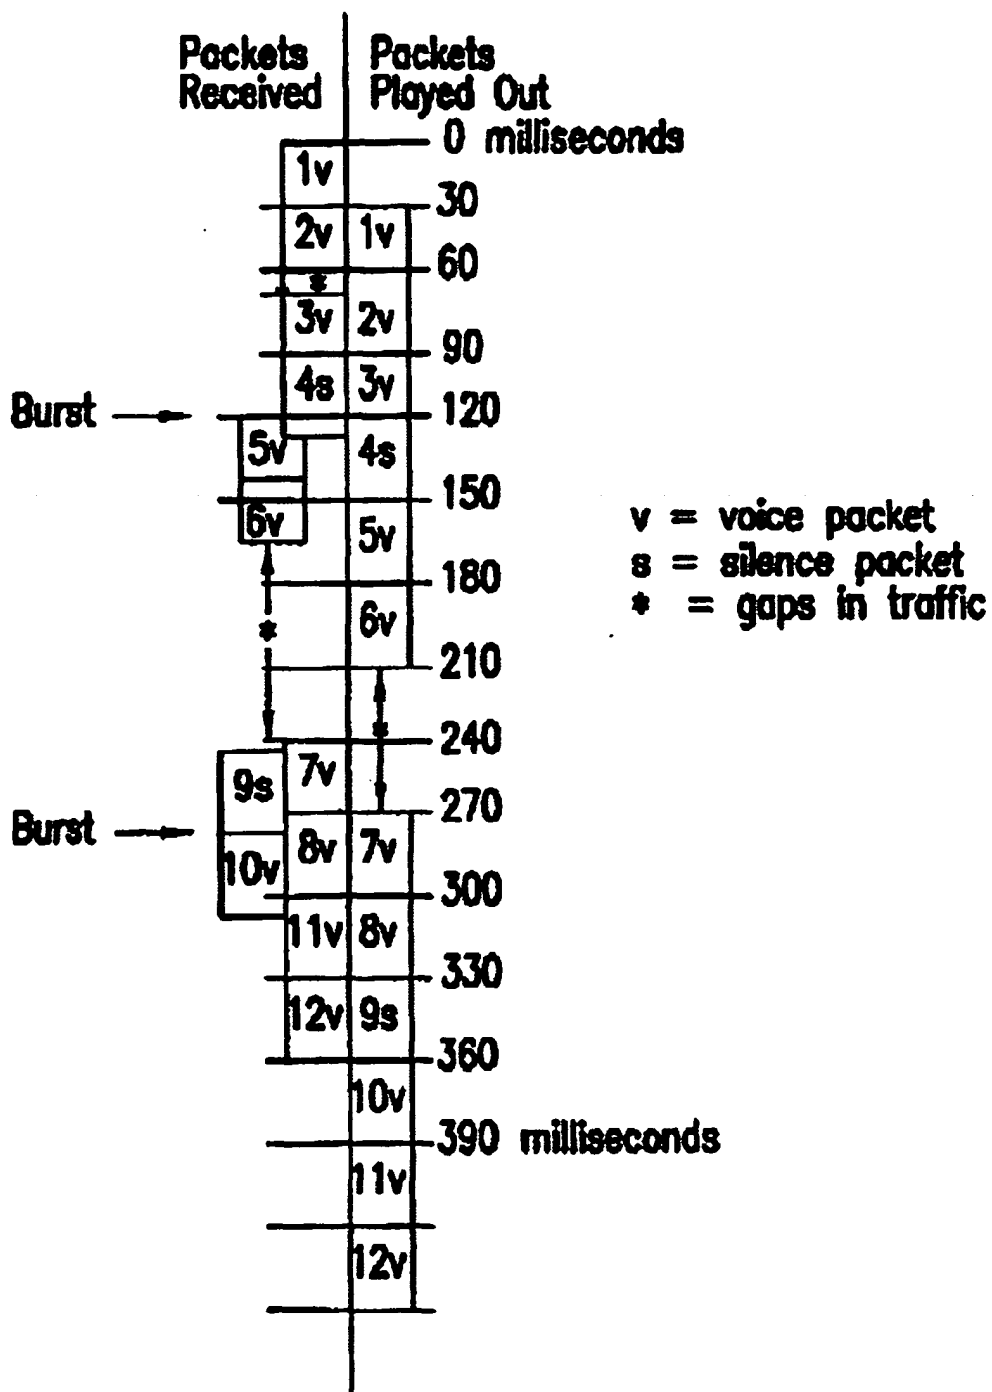 Packets
Received
Packets
Played Out
0 milliseconds
1v
30
2v 1v
60
*
3v 2v
90
4s 3v
Burst
120
5v 4s
150
6v 5v
v = voice packet
s = silence packet
* = gaps in traffic
180
* 6v
210
*
240
9s 7v
270
Burst
10v 8v 7v
300
11v 8v
330
12v 9s
360
10v
390 milliseconds
11v
12v